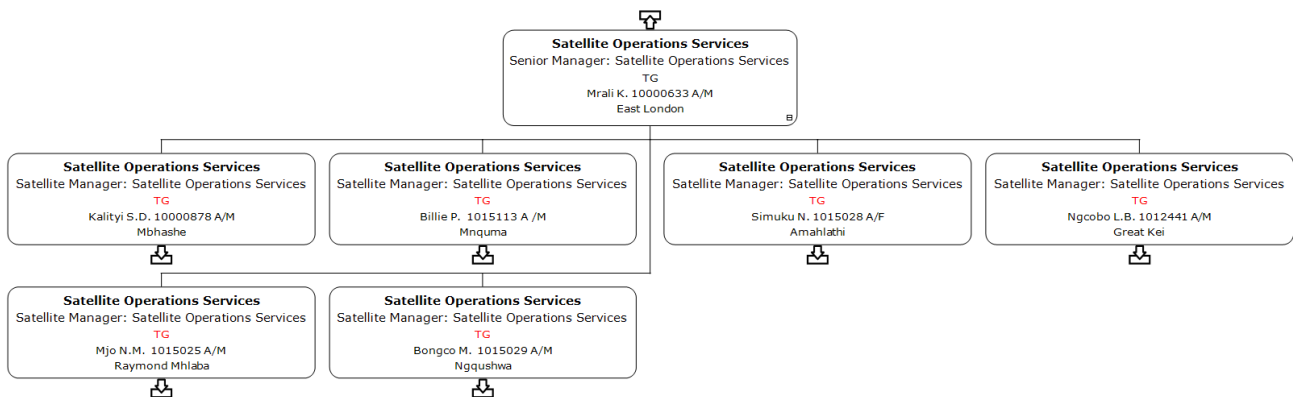 Satellite Operations Services
Senior Manager: Satellite Operations Services
TG
Mrali K. 10000633 A/M
East London
Satellite Operations Services
Satellite Manager: Satellite Operations Services
TG
Kalityi S.D. 10000878 A/M
Mbhashe
Satellite Operations Services
Satellite Manager: Satellite Operations Services
TG
Billie P. 1015113 A /M
Mnquma
Satellite Operations Services
Satellite Manager: Satellite Operations Services
TG
Simuku N. 1015028 A/F
Amahlathi
Satellite Operations Services
Satellite Manager: Satellite Operations Services
TG
Ngcobo L.B. 1012441 A/M
Great Kei
Satellite Operations Services
Satellite Manager: Satellite Operations Services
TG
Mjo N.M. 1015025 A/M
Raymond Mhlaba
Satellite Operations Services
Satellite Manager: Satellite Operations Services
TG
Bongco M. 1015029 A/M
Ngqushwa